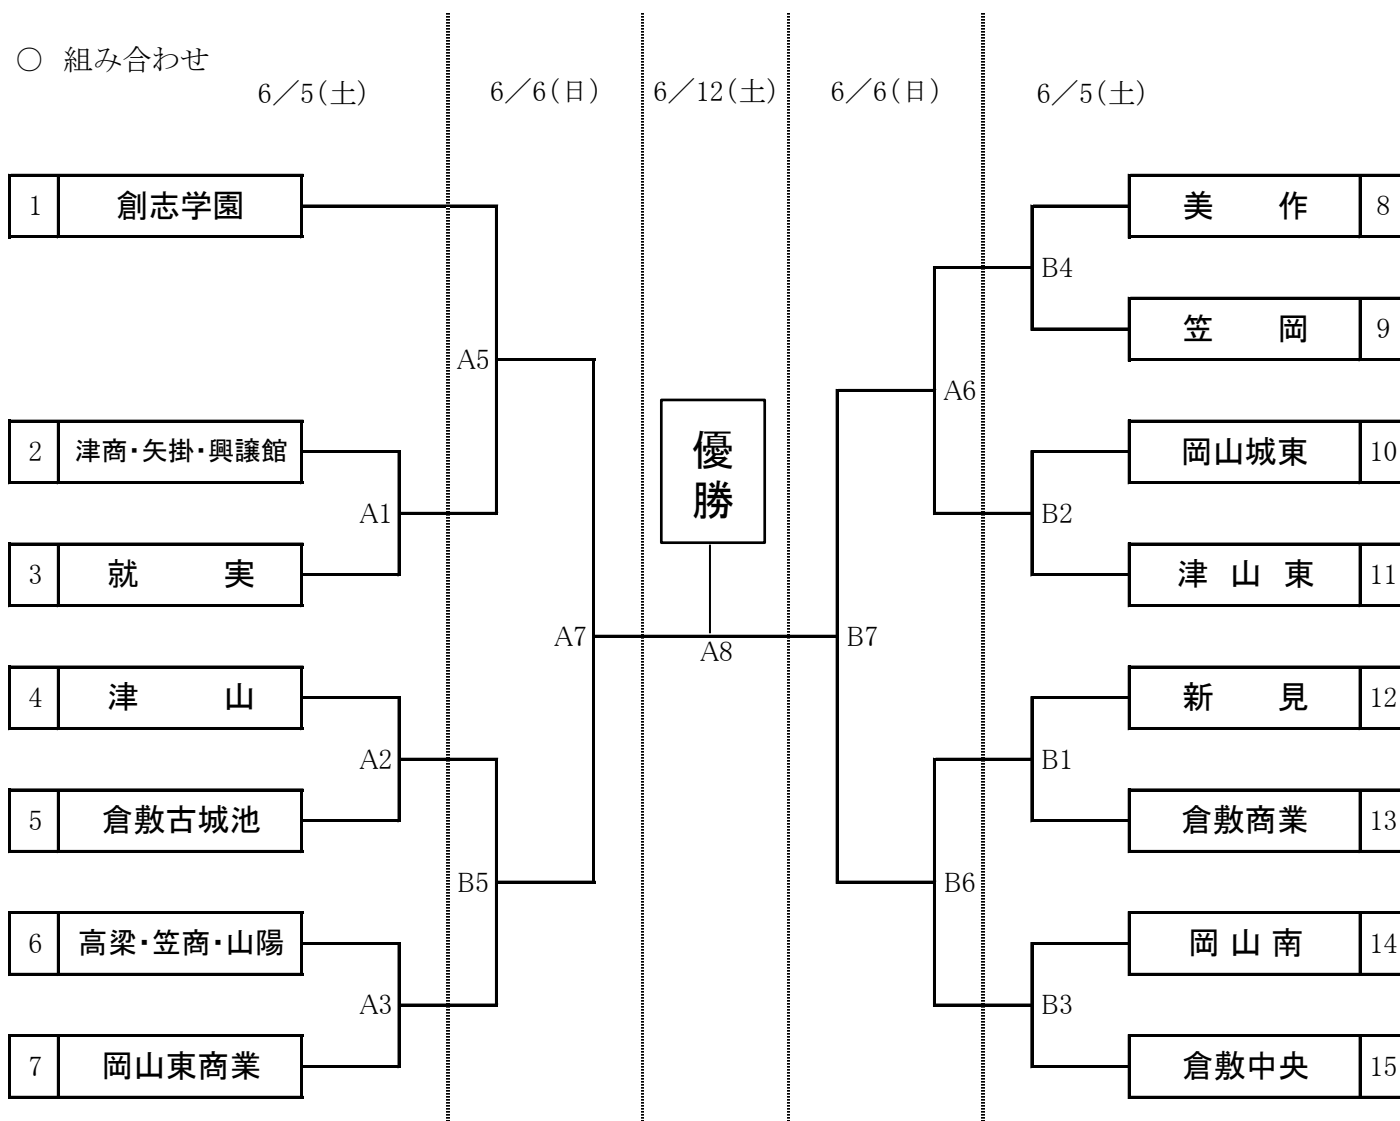 ○ 組み合わせ
6／5(土)
6／6(日)
6／12(土)
6／6(日)
6／5(土)
1 創志学園
2 津商・矢掛・興譲館
3 就 実
4 津 山
5 倉敷古城池
6 高梁・笠商・山陽
7 岡山東商業
A1
A2
A3
A5
B5
A7
優
勝
A8
B7
A6
B6
B4
B2
B1
B3
美 作 8
笠 岡 9
岡山城東 10
津 山 東 11
新 見 12
倉敷商業 13
岡 山 南 14
倉敷中央 15